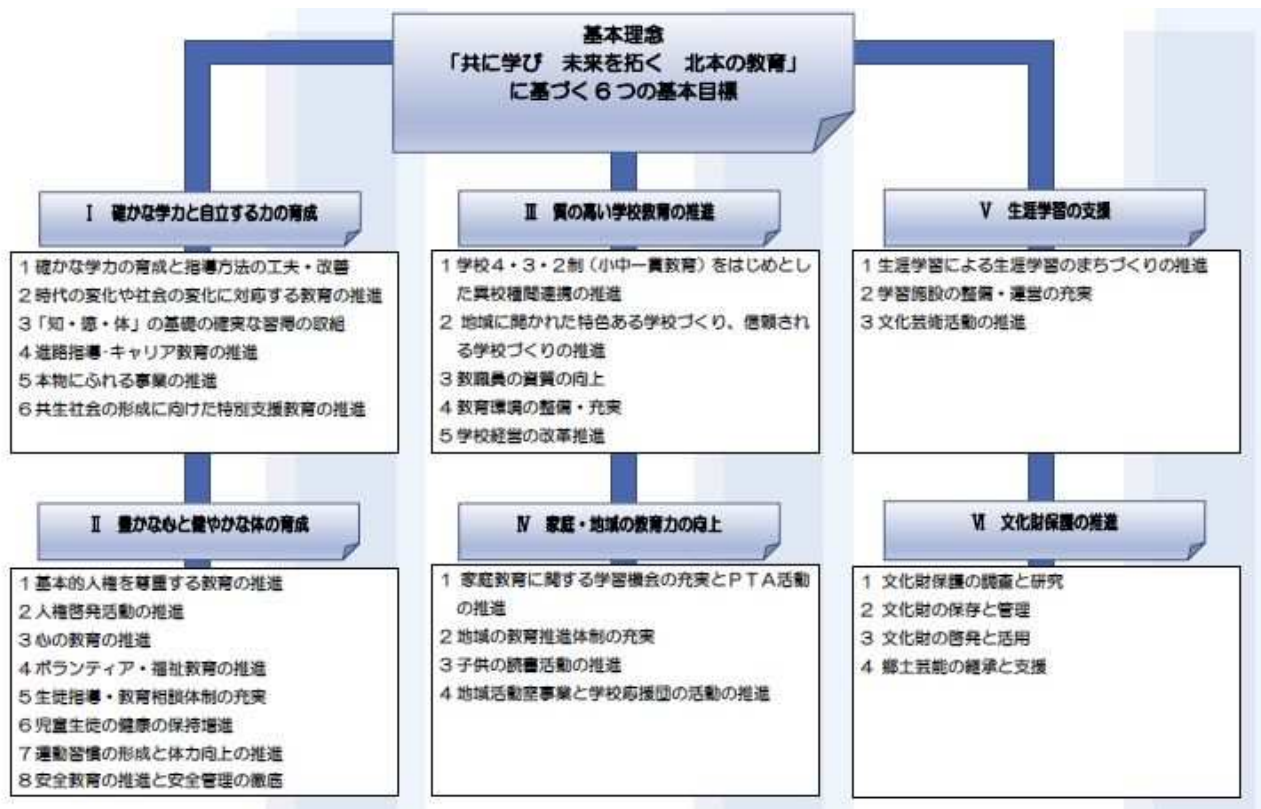 基本理念
「共に学び　未来を拓く　北本の教育」
に基づく６つの基本目標
Ⅰ　確かな学力と自立する力の育成
1 確かな学力の育成と指導方法の工夫・改善
2 時代の変化や社会の変化に対応する教育の推進
3 「知・徳・体」の基礎の確実な習得の取組
4 進路指導・キャリア教育の推進
5 本物にふれる事業の推進
6 共生社会の形成に向けた特別支援教育の推進
Ⅱ　豊かな心と健やかな体の育成
1 基本的人権を尊重する教育の推進
2 人権啓発活動の推進
3 心の教育の推進
4 ボランティア・福祉教育の推進
5 生徒指導・教育相談体制の充実
6 児童生徒の健康の保持増進
7 運動習慣の形成と体力向上の推進
8 安全教育の推進と安全管理の徹底
Ⅲ　質の高い学校教育の推進
1 学校４・３・２制（小中一貫教育）をはじめとし
た異校種間連携の推進
2 地域に開かれた特色ある学校づくり、信頼され
る学校づくりの推進
3 教職員の資質の向上
4 教育環境の整備・充実
5 学校経営の改革推進
Ⅳ　家庭・地域の教育力の向上
1 家庭教育に関する学習機会の充実とＰＴＡ活動
の推進
2 地域の教育推進体制の充実
3 子供の読書活動の推進
4 地域活動室事業と学校応援団の活動の推進
Ⅴ　生涯学習の支援
1 生涯学習による生涯学習のまちづくりの推進
2 学習施設の整備・運営の充実
3 文化芸術活動の推進
Ⅵ　文化財保護の推進
1 文化財保護の調査と研究
2 文化財の保存と管理
3 文化財の啓発と活用
4 郷土芸能の継承と支援